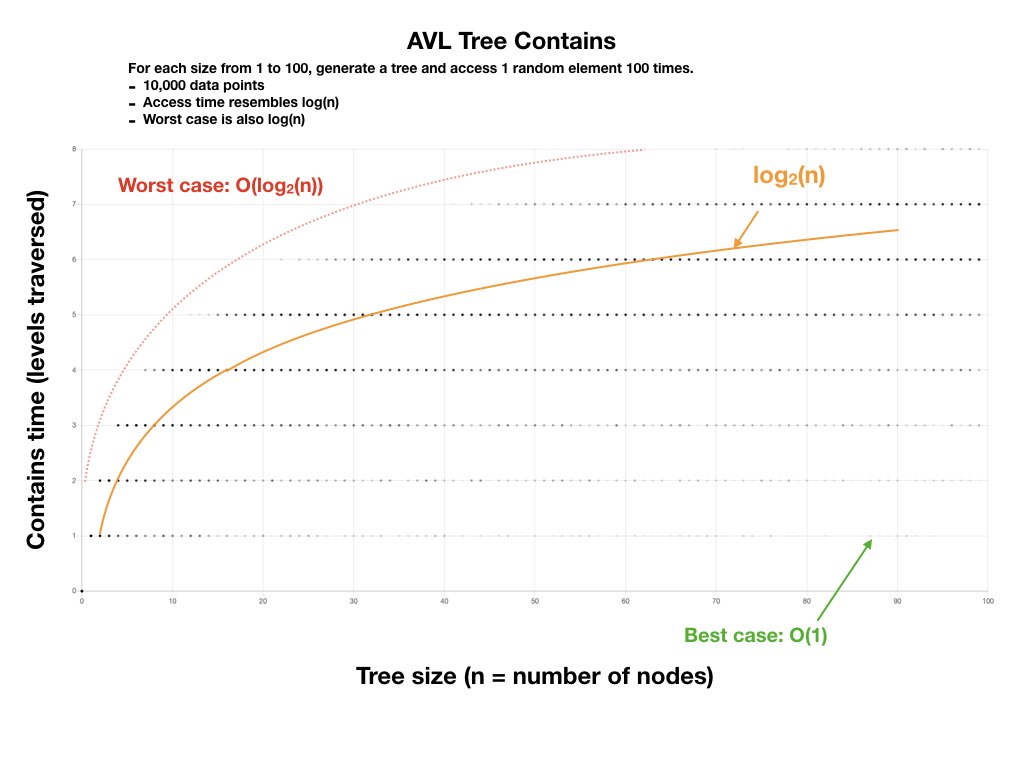 AVL Tree Contains
For each size from 1 to 100, generate a tree and access 1 random element 100 times.
- 10,000 data points
- Access time resembles log(n)
- Worst case is also log(n)
Contains time (levels traversed)
8
7
6
5
4
3
2
1
0
Worst case: O(log₂(n))
log₂(n)
0 10 20 30 40 50 60 70 80 90 100
Best case: O(1)
Tree size (n = number of nodes)